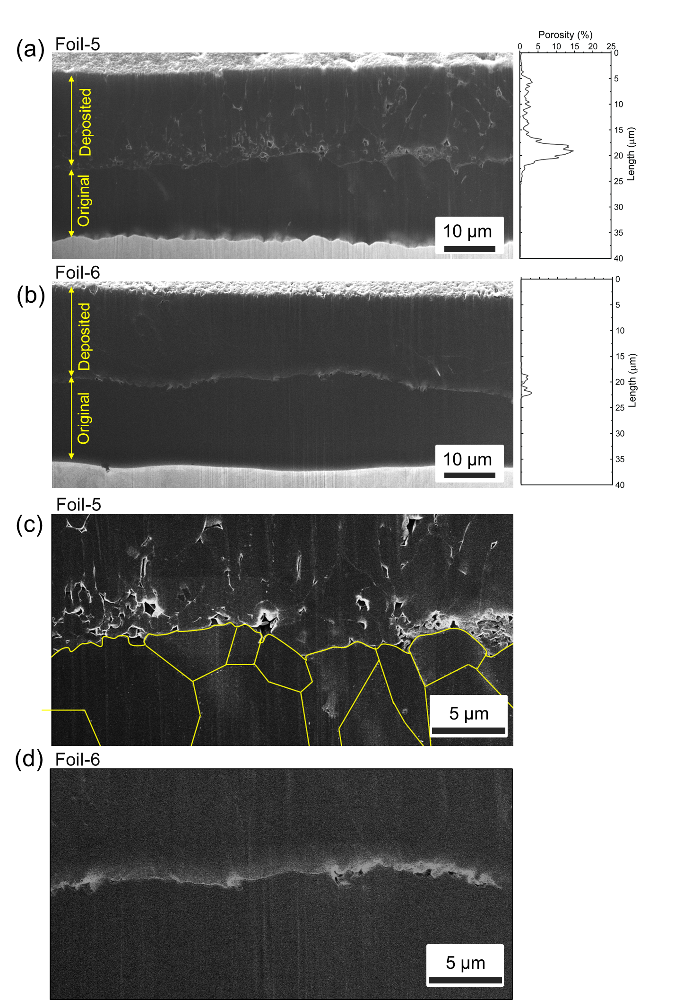 (a)
Foil-5
Deposited
Original
10 µm
Porosity (%)
0 5 10 15 20 25
0
5
10
15
20
25
30
35
40
Length (µm)
(b)
Foil-6
Deposited
Original
10 µm
0
5
10
15
20
25
30
35
40
Length (µm)
(c)
Foil-5
5 µm
(d)
Foil-6
5 µm